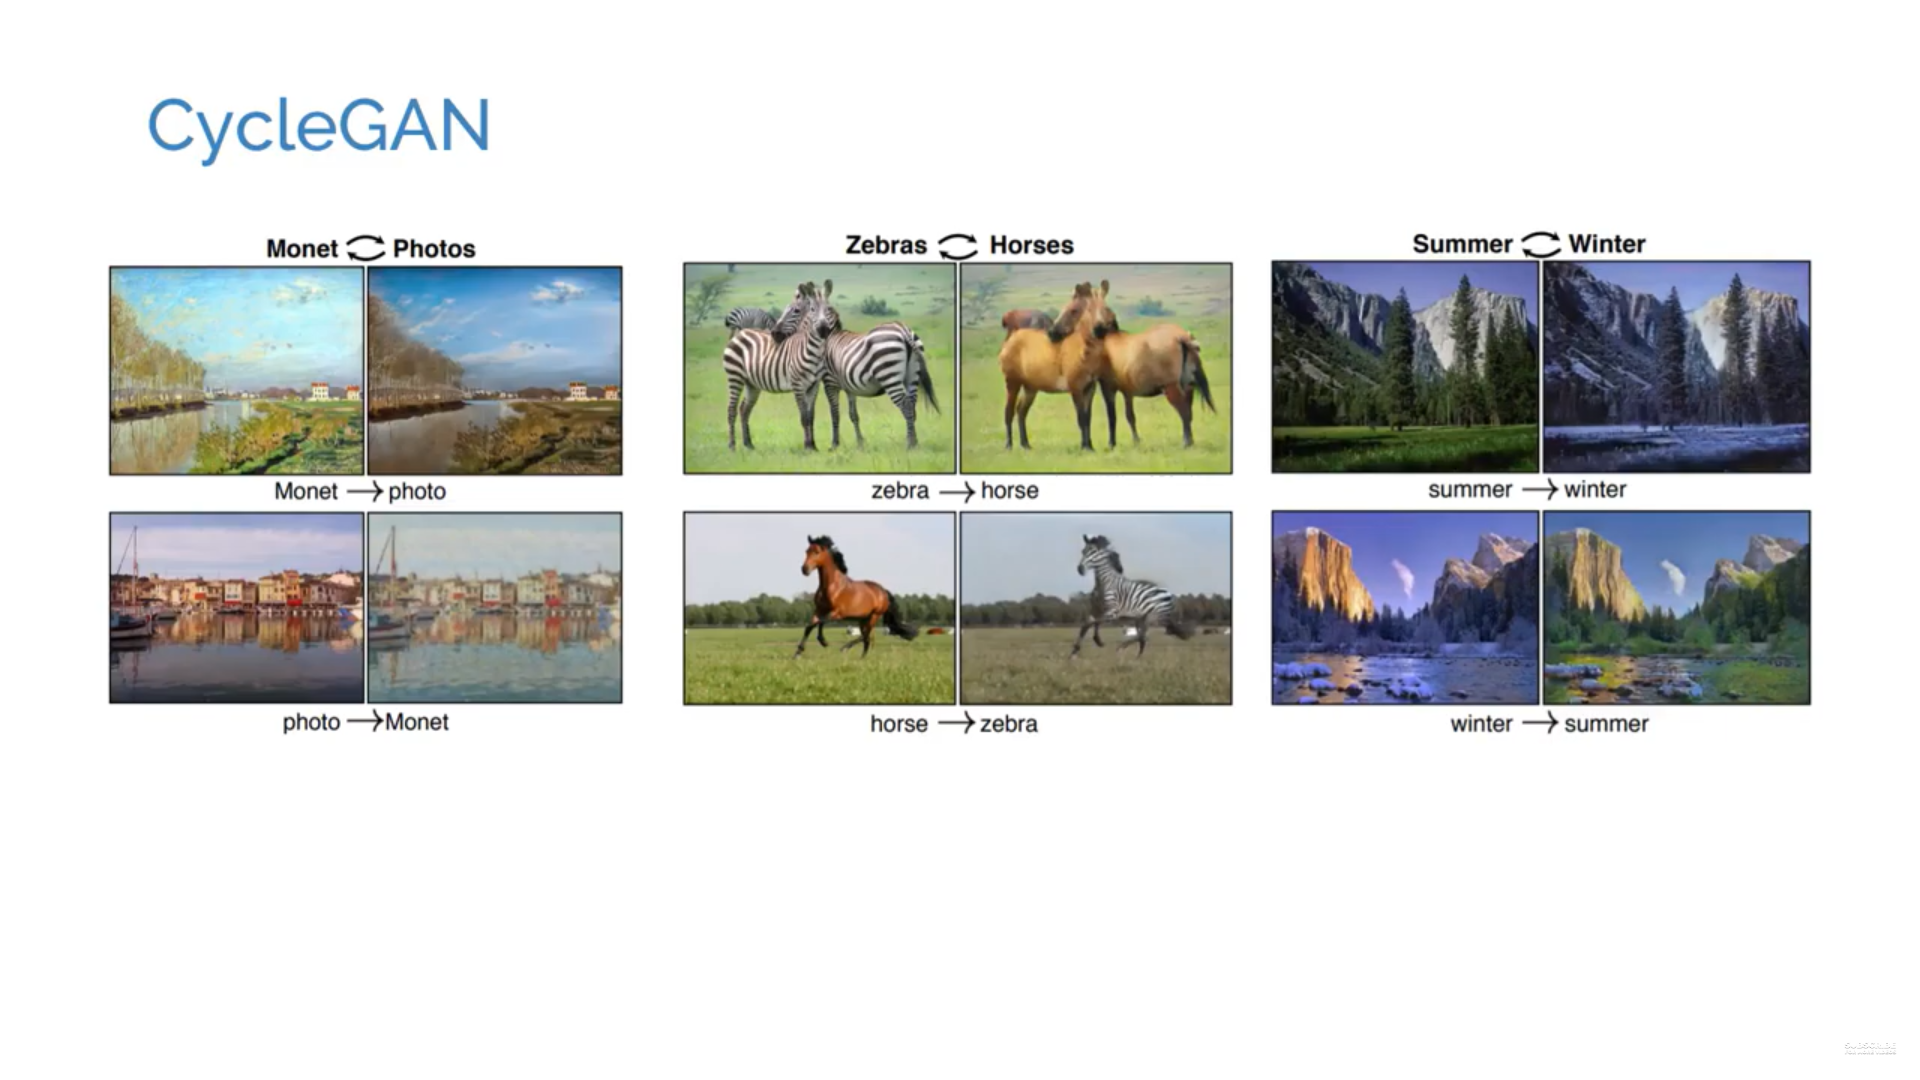 CycleGAN
Monet Photos
Monet → photo
photo → Monet
Zebras Horses
zebra → horse
horse → zebra
Summer Winter
summer → winter
winter → summer
SUBSCRIBE